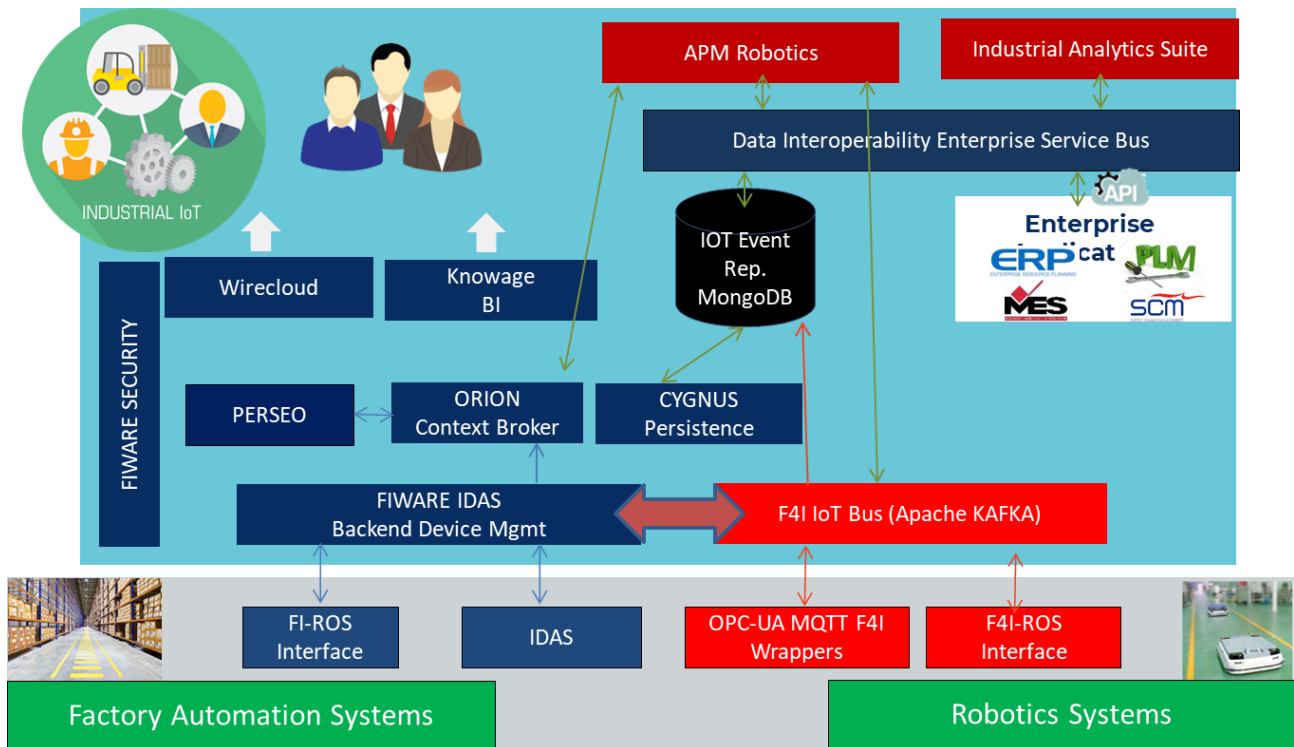 APM Robotics
Industrial Analytics Suite
Data Interoperability Enterprise Service Bus
INDUSTRIAL IoT
API
Enterprise
ERP
ENTERPRISE RESOURCE PLANNING
PLM
MES
SCM
IOT Event
Rep.
MongoDB
Wirecloud
Knowage
BI
FIWARE SECURITY
PERSEO
ORION
Context Broker
CYGNUS
Persistence
FIWARE IDAS
Backend Device Mgmt
F4I IoT Bus (Apache KAFKA)
FI-ROS
Interface
IDAS
OPC-UA MQTT F4I
Wrappers
F4I-ROS
Interface
Factory Automation Systems
Robotics Systems